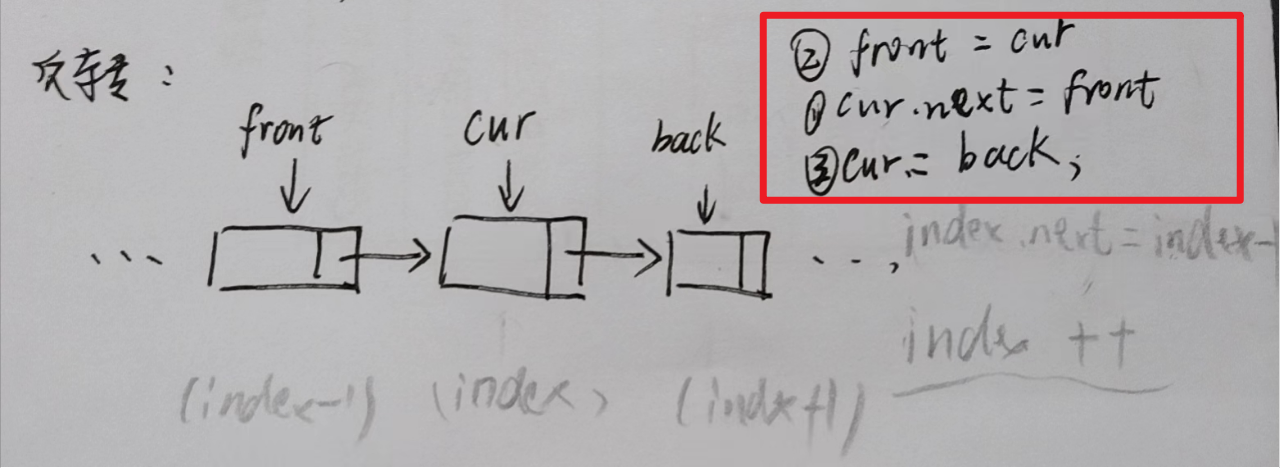 反转：
② front = cur
① cur.next = front
③ cur = back;
front
cur
back
...
...,
index.next = index-
index ++
(index-1)
(index)
(index+1)